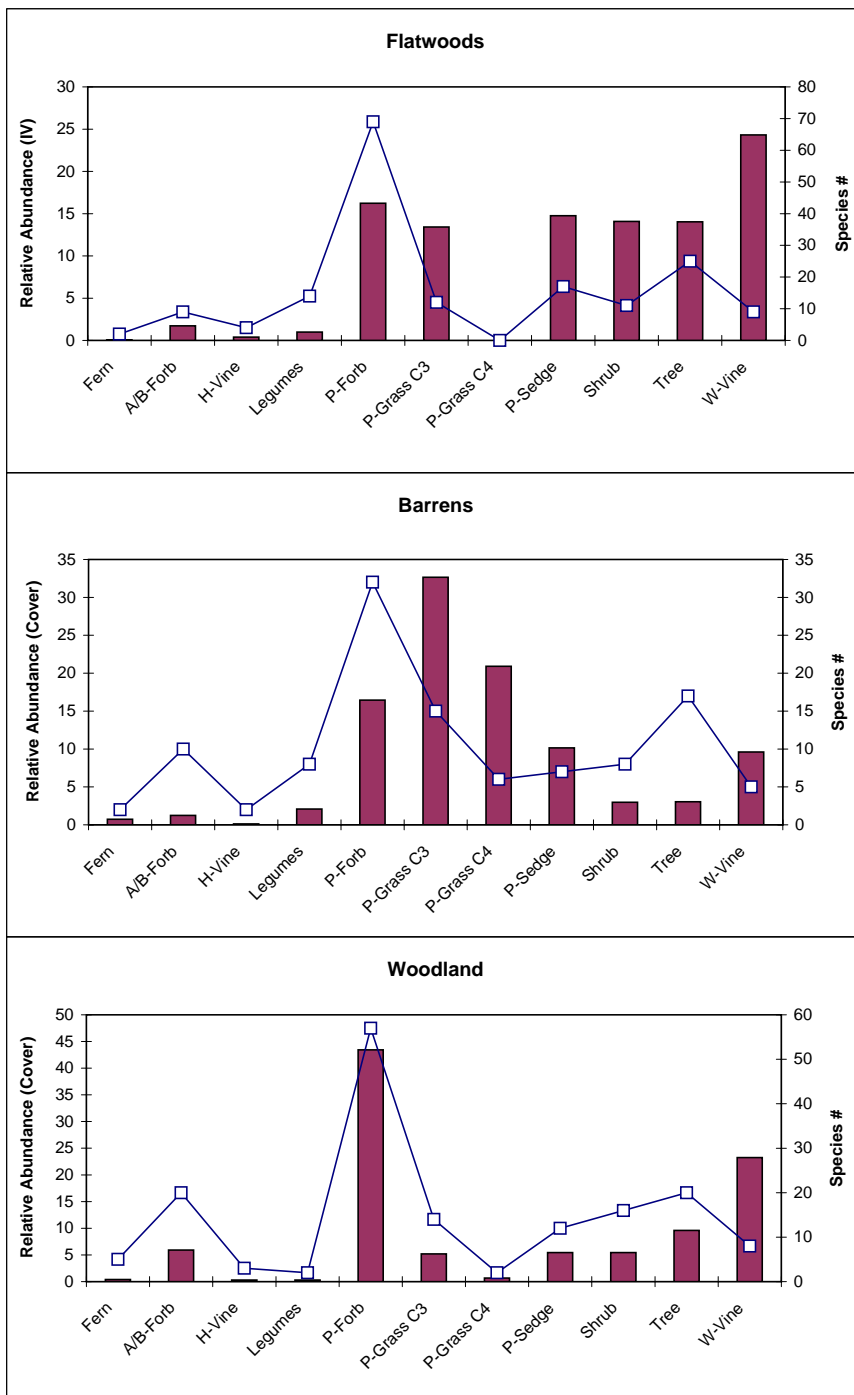 Flatwoods
Relative Abundance (IV)
30
25
20
15
10
5
0
80
70
60
50
40
30
20
10
0
Species #
Fern
A/B-Forb
H-Vine
Legumes
P-Forb
P-Grass C3
P-Grass C4
P-Sedge
Shrub
Tree
W-Vine
Barrens
Relative Abundance (Cover)
35
30
25
20
15
10
5
0
35
30
25
20
15
10
5
0
Species #
Fern
A/B-Forb
H-Vine
Legumes
P-Forb
P-Grass C3
P-Grass C4
P-Sedge
Shrub
Tree
W-Vine
Woodland
Relative Abundance (Cover)
50
45
40
35
30
25
20
15
10
5
0
60
50
40
30
20
10
0
Species #
Fern
A/B-Forb
H-Vine
Legumes
P-Forb
P-Grass C3
P-Grass C4
P-Sedge
Shrub
Tree
W-Vine